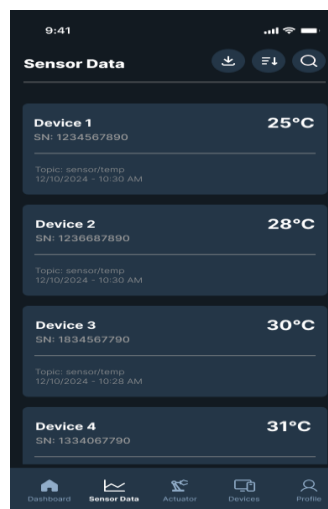 9:41
Sensor Data
Device 1 25°C
SN: 1234567890
Topic: sensor/temp
12/10/2024 - 10:30 AM
Device 2 28°C
SN: 1236687890
Topic: sensor/temp
12/10/2024 - 10:30 AM
Device 3 30°C
SN: 1834567790
Topic: sensor/temp
12/10/2024 - 10:28 AM
Device 4 31°C
SN: 1334067790
Dashboard Sensor Data Actuator Devices Profile